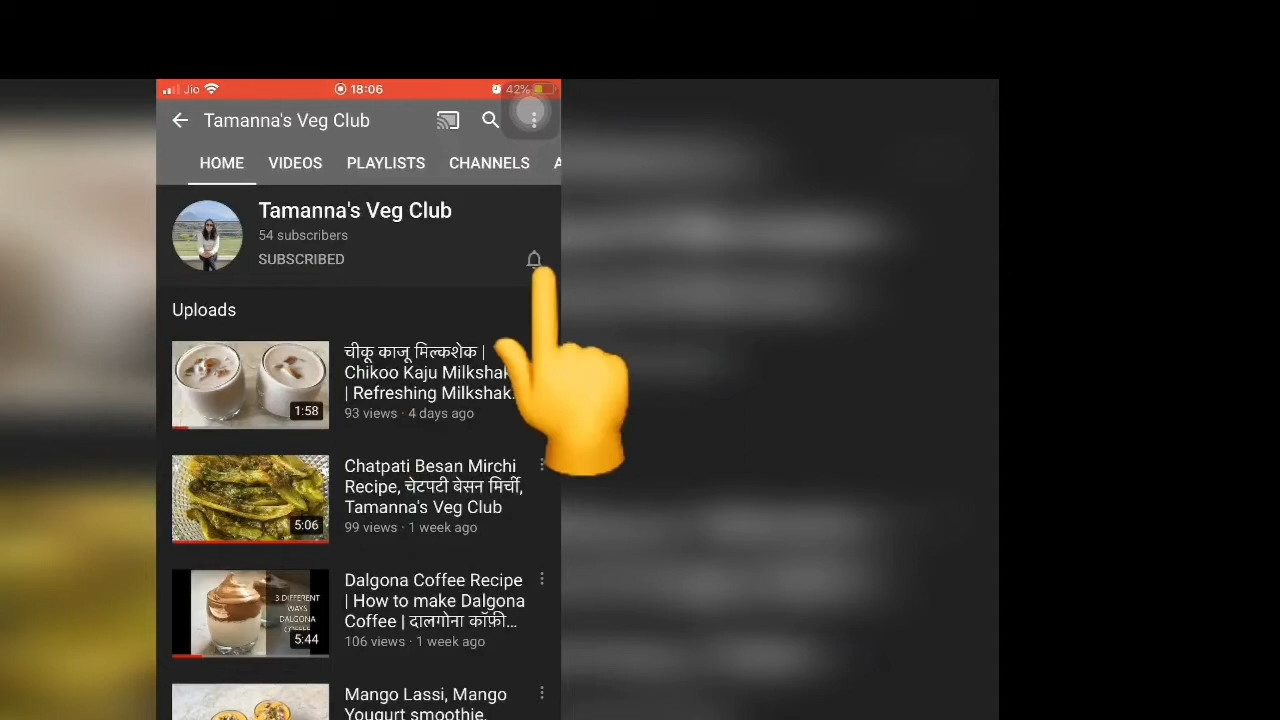 Jio 18:06 42%
Tamanna's Veg Club
HOME VIDEOS PLAYLISTS CHANNELS A
Tamanna's Veg Club
54 subscribers
SUBSCRIBED
Uploads
चीकू काजू मिल्कशेक |
Chikoo Kaju Milkshak
| Refreshing Milkshak...
93 views · 4 days ago
1:58
Chatpati Besan Mirchi
Recipe, चेटपटी बेसन मिर्ची,
Tamanna's Veg Club
99 views · 1 week ago
5:06
Dalgona Coffee Recipe
| How to make Dalgona
Coffee | दालगोना कॉफ़ी...
106 views · 1 week ago
3 DIFFERENT
WAYS
DALGONA
COFFEE
5:44
Mango Lassi, Mango
Yougurt smoothie,